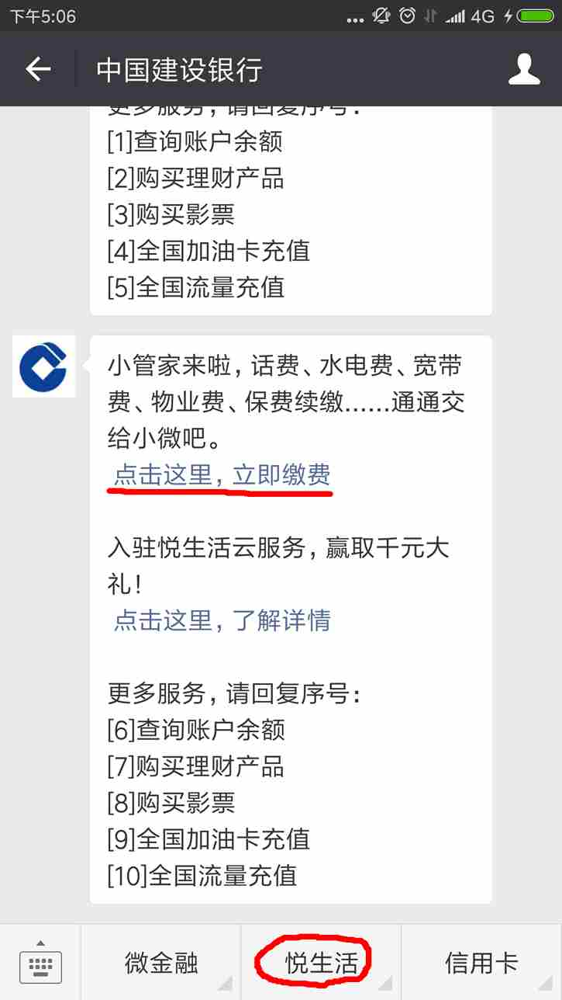 下午5:06
4G
中国建设银行
更多服务，请回复序号：
[1]查询账户余额
[2]购买理财产品
[3]购买影票
[4]全国加油卡充值
[5]全国流量充值
小管家来啦，话费、水电费、宽带
费、物业费、保费续缴......通通交
给小微吧。
点击这里，立即缴费
入驻悦生活云服务，赢取千元大
礼！
点击这里，了解详情
更多服务，请回复序号：
[6]查询账户余额
[7]购买理财产品
[8]购买影票
[9]全国加油卡充值
[10]全国流量充值
微金融
悦生活
信用卡